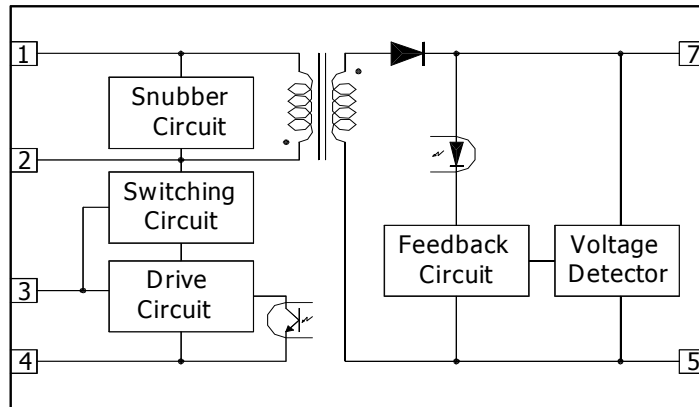 1
7
Snubber
Circuit
2
Switching
Circuit
Feedback
Circuit
Voltage
Detector
3
Drive
Circuit
4
5